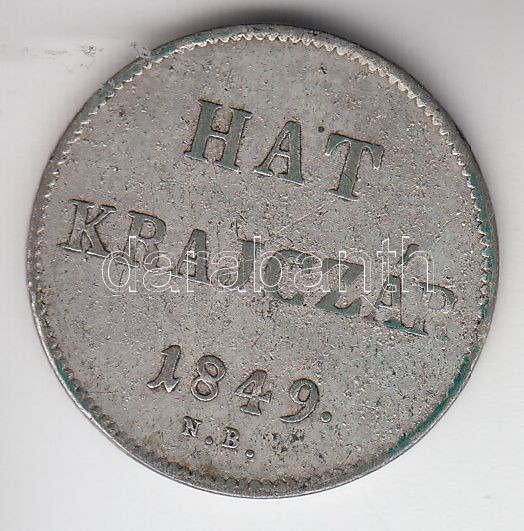 HAT
KRAJCZÁR
1849.
N.B.
darabanth